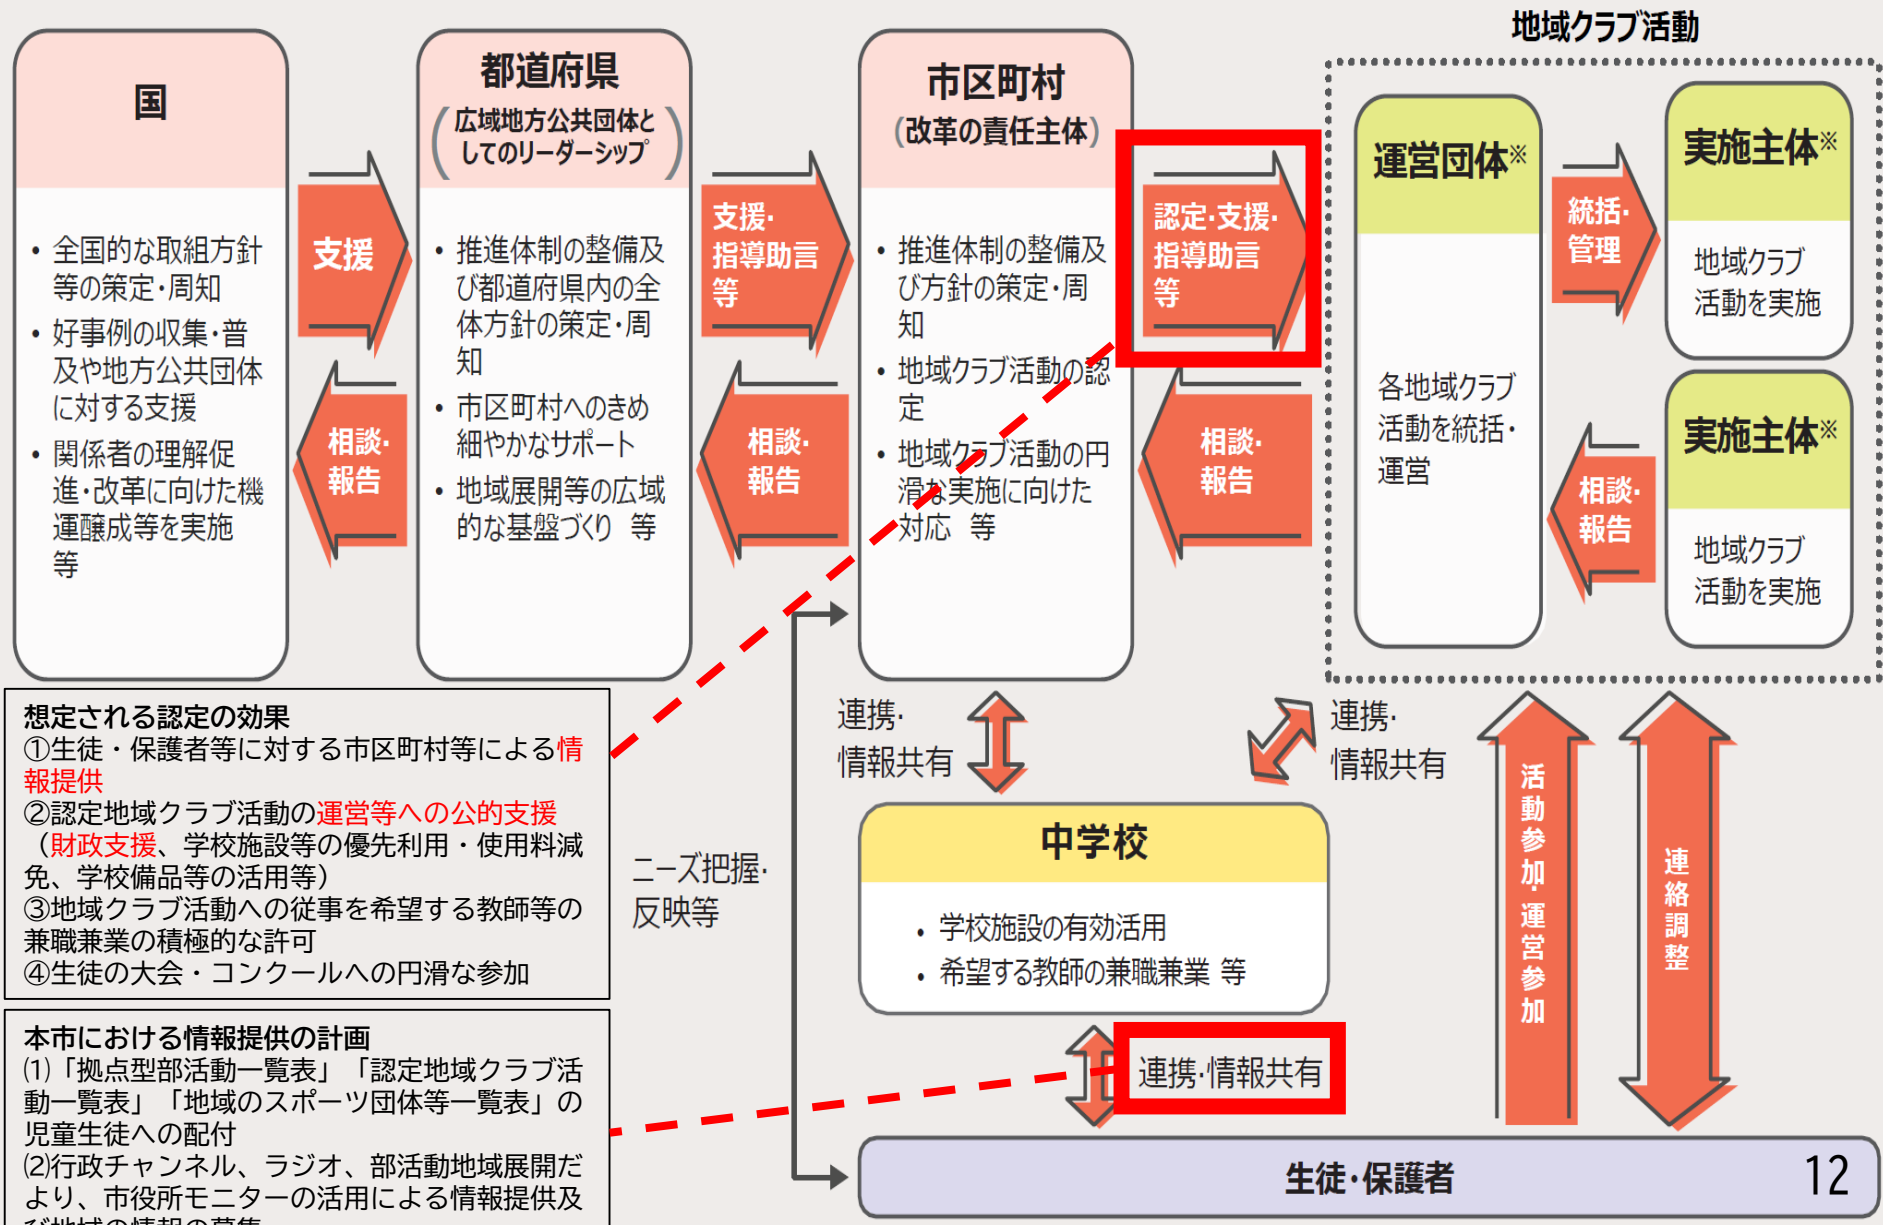 地域クラブ活動
国
・全国的な取組方針
等の策定・周知
・好事例の収集・普
及や地方公共団体
に対する支援
・関係者の理解促
進・改革に向けた機
運醸成等を実施
等
支援
相談・
報告
都道府県
(広域地方公共団体と
してのリーダーシップ)
・推進体制の整備及
び都道府県内の全
体方針の策定・周
知
・市区町村へのきめ
細やかなサポート
・地域展開等の広域
的な基盤づくり 等
支援・
指導助言
等
相談・
報告
市区町村
(改革の責任主体)
・推進体制の整備及
び方針の策定・周
知
・地域クラブ活動の認
定
・地域クラブ活動の円
滑な実施に向けた
対応 等
認定・支援・
指導助言
等
相談・
報告
運営団体※
各地域クラブ
活動を統括・
運営
統括・
管理
相談・
報告
実施主体※
地域クラブ
活動を実施
実施主体※
地域クラブ
活動を実施
想定される認定の効果
①生徒・保護者等に対する市区町村等による情
報提供
②認定地域クラブ活動の運営等への公的支援
（財政支援、学校施設等の優先利用・使用料減
免、学校備品等の活用等）
③地域クラブ活動への従事を希望する教師等の
兼職兼業の積極的な許可
④生徒の大会・コンクールへの円滑な参加
本市における情報提供の計画
⑴「拠点型部活動一覧表」「認定地域クラブ活
動一覧表」「地域のスポーツ団体等一覧表」の
児童生徒への配付
⑵行政チャンネル、ラジオ、部活動地域展開だ
より、市役所モニターの活用による情報提供及
び地域の情報の募集
ニーズ把握・
反映等
連携・
情報共有
連携・
情報共有
中学校
・学校施設の有効活用
・希望する教師の兼職兼業 等
連携・情報共有
活動参加・運営参加
連絡調整
生徒・保護者
12